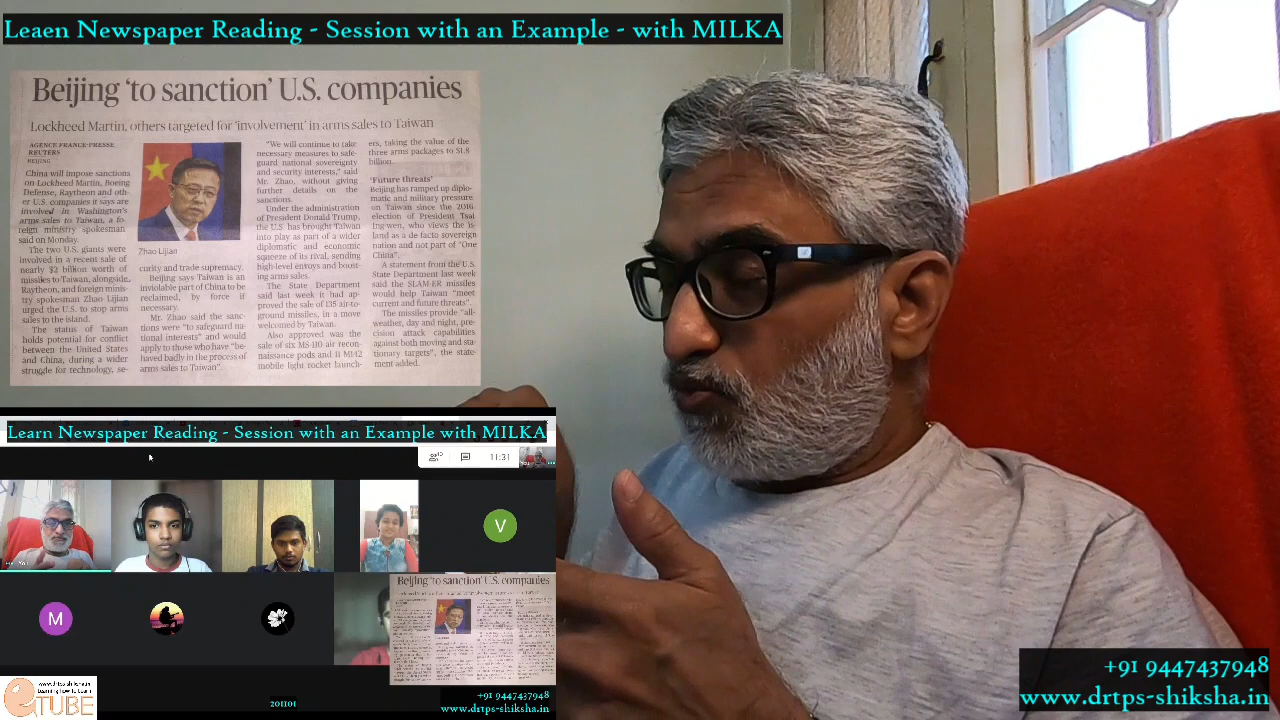 Leaen Newspaper Reading - Session with an Example - with MILKA
Beijing ‘to sanction’ U.S. companies
Lockheed Martin, others targeted for ‘involvement’ in arms sales to Taiwan
AGENCE FRANCE-PRESSE
REUTERS
BEIJING
China will impose sanctions
on Lockheed Martin, Boeing
Defense, Raytheon and oth-
er U.S. companies it says are
involved in Washington’s
arms sales to Taiwan, a fo-
reign ministry spokesman
said on Monday.
The two U.S. giants were
involved in a recent sale of
nearly $2 billion worth of
missiles to Taiwan, alongside
Raytheon, and foreign minis-
try spokesman Zhao Lijian
urged the U.S. to stop arms
sales to the island.
The status of Taiwan
holds potential for conflict
between the United States
and China, during a wider
struggle for technology, se-
Zhao Lijian
curity and trade supremacy.
Beijing says Taiwan is an
inviolable part of China to be
reclaimed, by force if
necessary.
Mr. Zhao said the sanc-
tions were “to safeguard na-
tional interests” and would
apply to those who have “be-
haved badly in the process of
arms sales to Taiwan”.
“We will continue to take
necessary measures to safe-
guard national sovereignty
and security interests,” said
Mr. Zhao, without giving
further details on the
sanctions.
Under the administration
of President Donald Trump,
the U.S. has brought Taiwan
into play as part of a wider
diplomatic and economic
squeeze of its rival, sending
high-level envoys and boost-
ing arms sales.
The State Department
said last week it had ap-
proved the sale of 135 air-to-
ground missiles, in a move
welcomed by Taiwan.
Also approved was the
sale of six MS-110 air recon-
naissance pods and 11 M142
mobile light rocket launch-
ers, taking the value of the
three arms packages to $1.8
billion.
‘Future threats’
Beijing has ramped up diplo-
matic and military pressure
on Taiwan since the 2016
election of President Tsai
Ing-wen, who views the is-
land as a de facto sovereign
nation and not part of “One
China”.
A statement from the U.S.
State Department last week
said the SLAM-ER missiles
would help Taiwan “meet
current and future threats”.
The missiles provide “all-
weather, day and night, pre-
cision attack capabilities
against both moving and sta-
tionary targets”, the state-
ment added.
Learn Newspaper Reading - Session with an Example with MILKA
11:31
You
V
M
Beijing ‘to sanction’ U.S. companies
www.drtps-shiksha.in
Learning how to Learn
eTUBE
201101
+91 9447437948
www.drtps-shiksha.in
+91 9447437948
www.drtps-shiksha.in